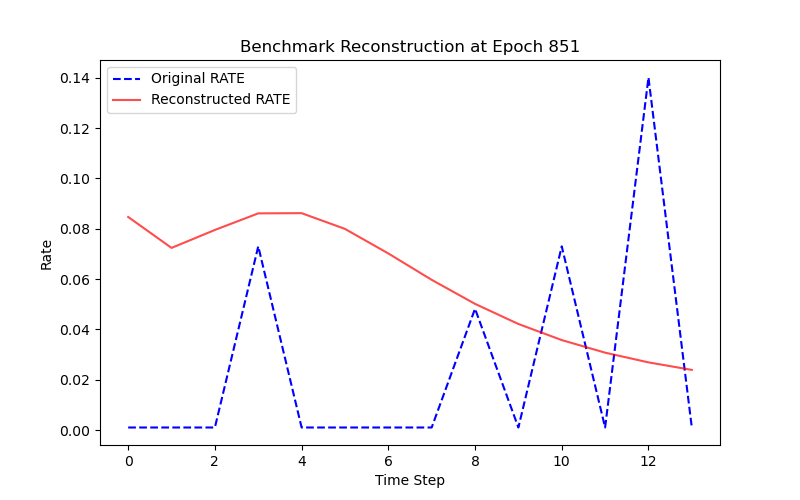 Benchmark Reconstruction at Epoch 851
Original RATE
Reconstructed RATE
0.14
0.12
0.10
0.08
0.06
0.04
0.02
0.00
Rate
0 2 4 6 8 10 12
Time Step